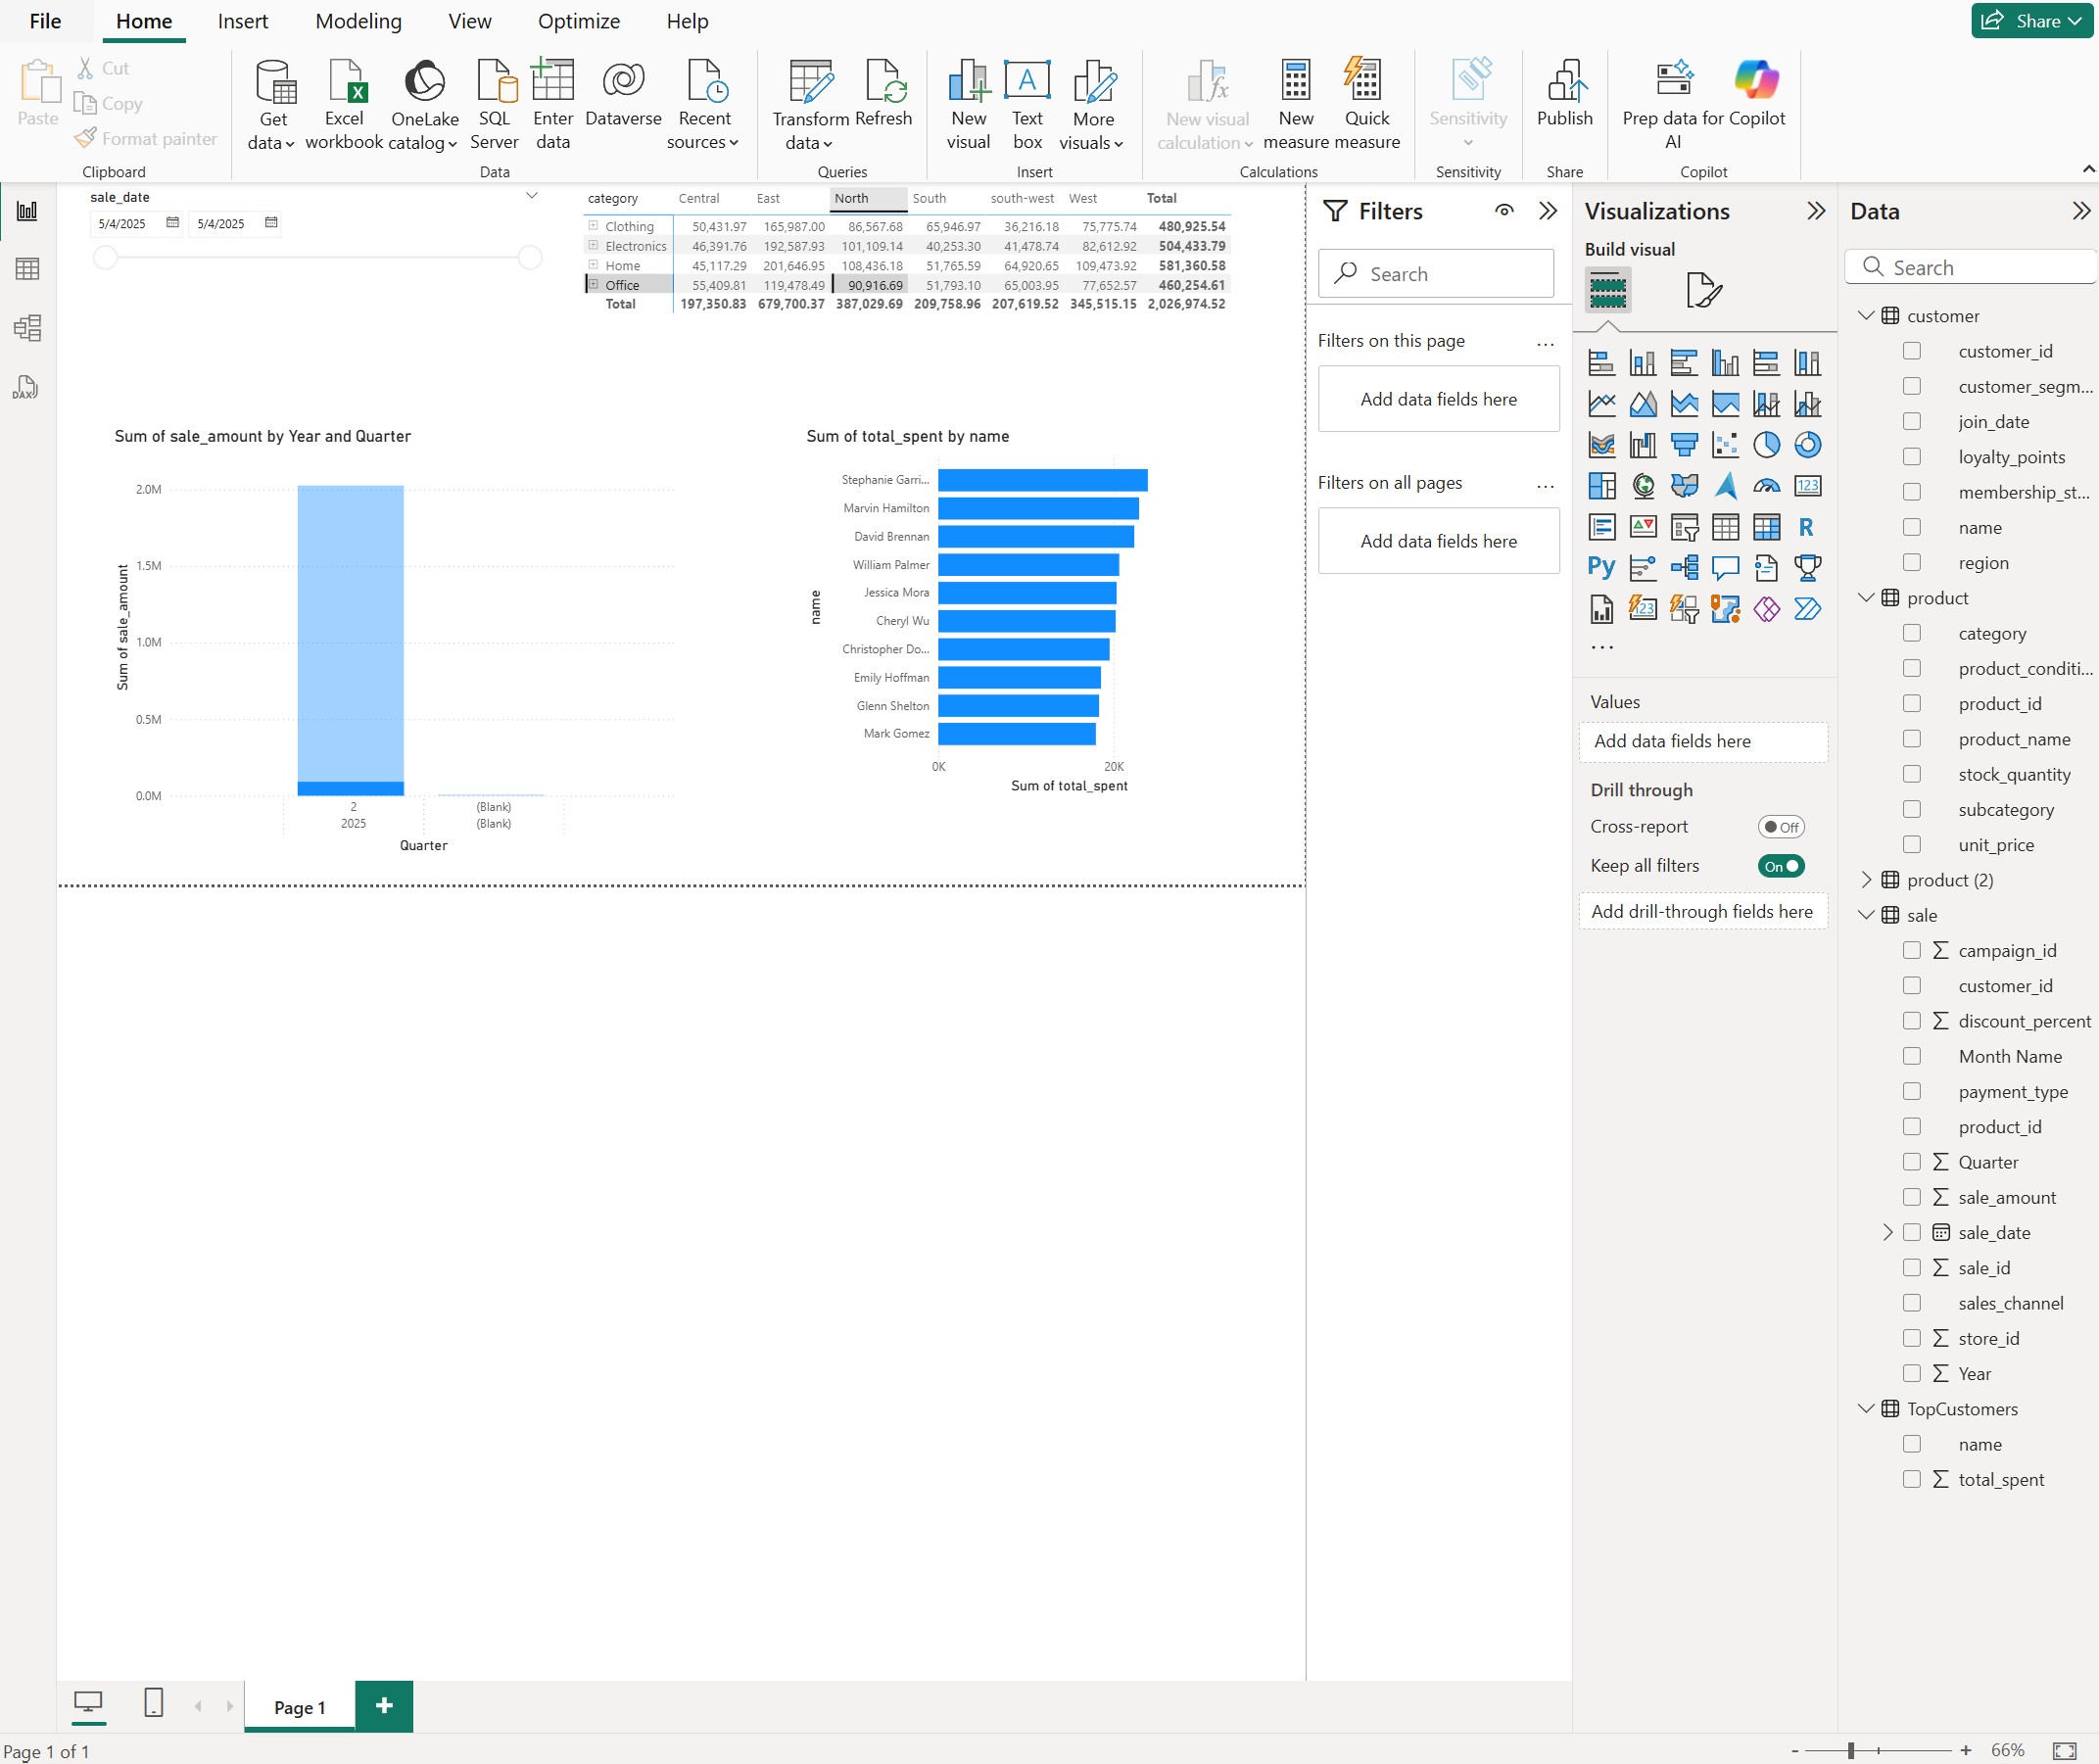 File Home Insert Modeling View Optimize Help Share
Paste
Cut
Copy
Format painter
Clipboard
Get data
Excel workbook
OneLake catalog
SQL Server
Enter data
Dataverse
Recent sources
Data
Transform data
Refresh
Queries
New visual
Text box
More visuals
Insert
New visual calculation
New measure
Quick measure
Calculations
Sensitivity
Sensitivity
Publish
Share
Prep data for AI
Copilot
Copilot
sale_date
5/4/2025 5/4/2025
category Central East North South south-west West Total
Clothing 50,431.97 165,987.00 86,567.68 65,946.97 36,216.18 75,775.74 480,925.54
Electronics 46,391.76 192,587.93 101,109.14 40,253.30 41,478.74 82,612.92 504,433.79
Home 45,117.29 201,646.95 108,436.18 51,765.59 64,920.65 109,473.92 581,360.58
Office 55,409.81 119,478.49 90,916.69 51,793.10 65,003.95 77,652.57 460,254.61
Total 197,350.83 679,700.37 387,029.69 209,758.96 207,619.52 345,515.15 2,026,974.52
Sum of sale_amount by Year and Quarter
Sum of sale_amount
2.0M
1.5M
1.0M
0.5M
0.0M
2 (Blank)
2025 (Blank)
Quarter
Sum of total_spent by name
name
Stephanie Garri...
Marvin Hamilton
David Brennan
William Palmer
Jessica Mora
Cheryl Wu
Christopher Do...
Emily Hoffman
Glenn Shelton
Mark Gomez
0K 20K
Sum of total_spent
Filters
Search
Filters on this page ...
Add data fields here
Filters on all pages ...
Add data fields here
Visualizations
Build visual
123
R
Py
123
...
Values
Add data fields here
Drill through
Cross-report Off
Keep all filters On
Add drill-through fields here
Data
Search
customer
customer_id
customer_segm...
join_date
loyalty_points
membership_st...
name
region
product
category
product_conditi...
product_id
product_name
stock_quantity
subcategory
unit_price
product (2)
sale
∑ campaign_id
customer_id
∑ discount_percent
Month Name
payment_type
product_id
∑ Quarter
∑ sale_amount
sale_date
∑ sale_id
sales_channel
∑ store_id
∑ Year
TopCustomers
name
∑ total_spent
DAX
Page 1 +
Page 1 of 1
- + 66%